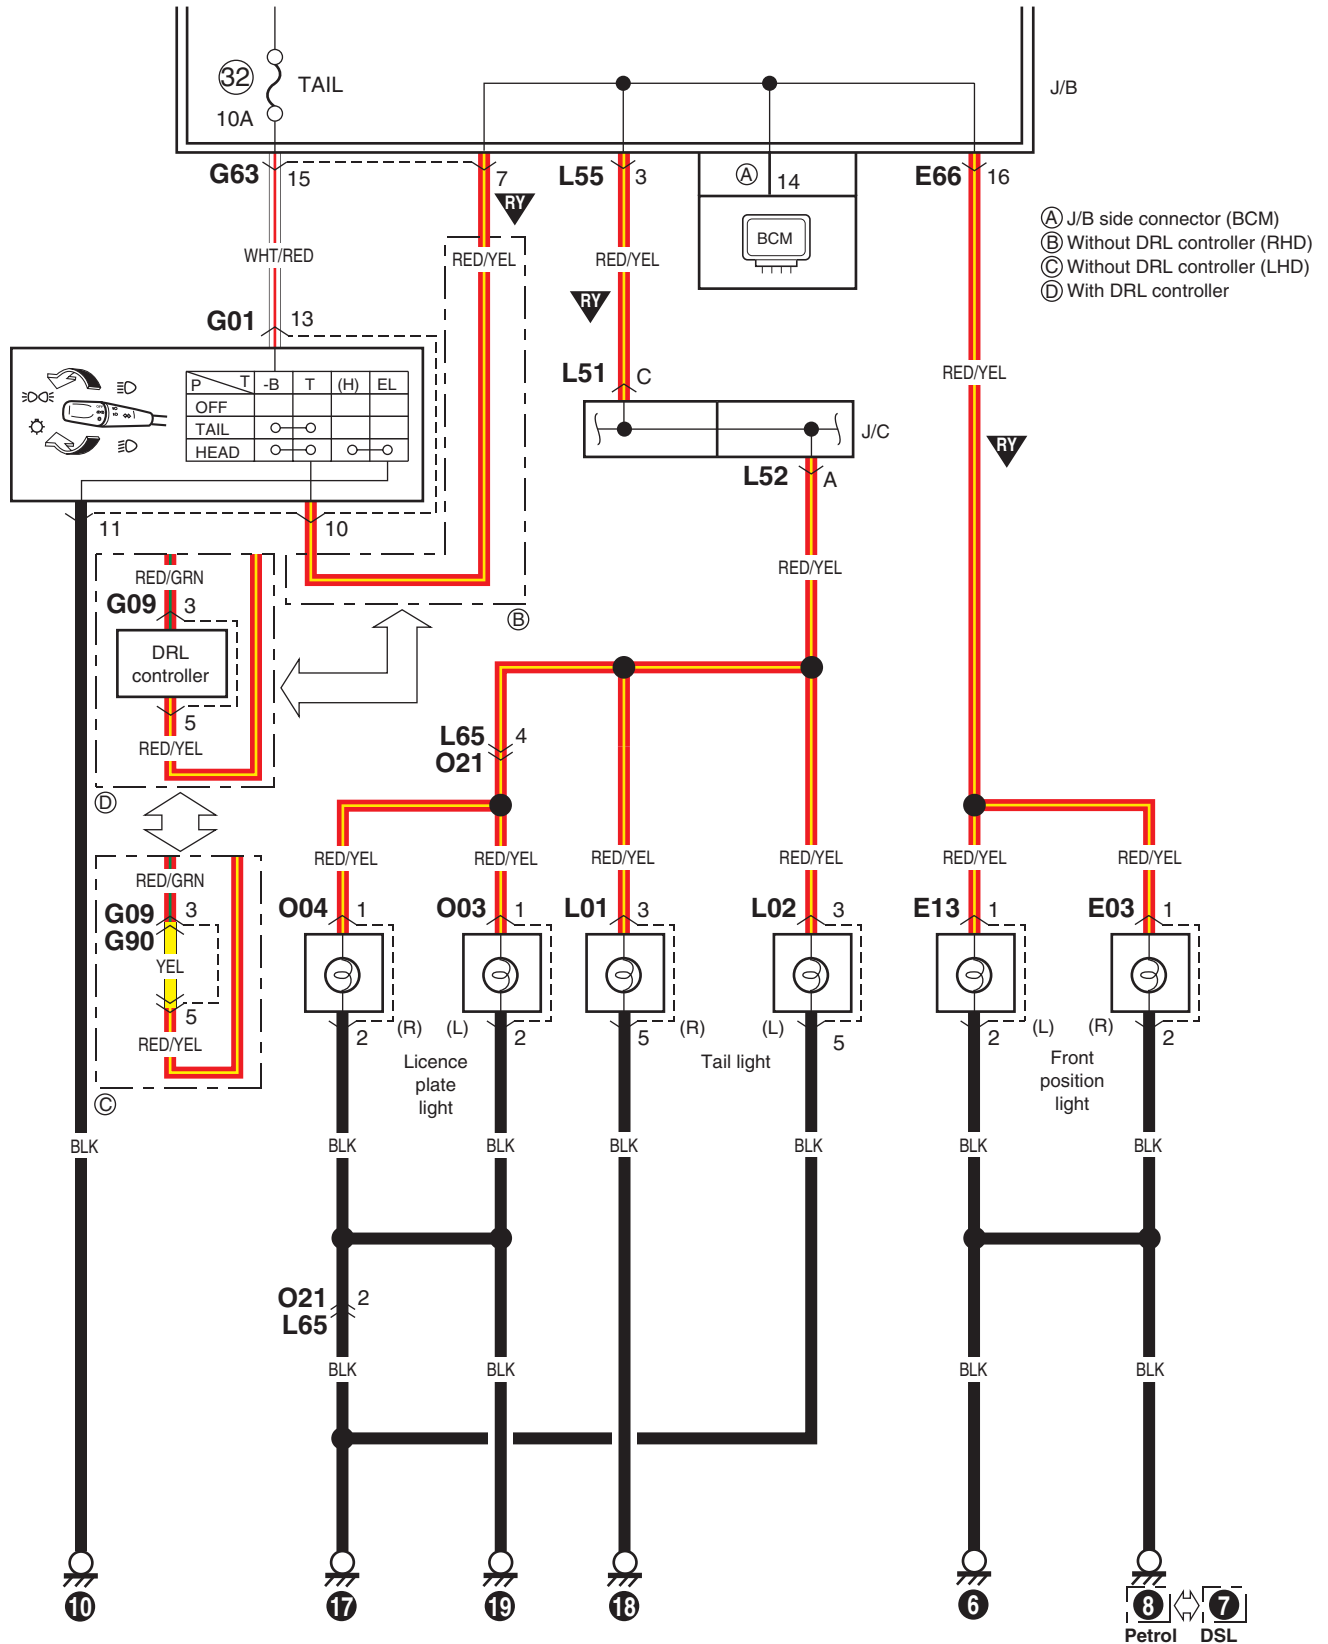 32
TAIL
10A
J/B
G63 15
7
L55 3
A 14
E66 16
RY
A J/B side connector (BCM)
B Without DRL controller (RHD)
C Without DRL controller (LHD)
D With DRL controller
BCM
WHT/RED
RED/YEL
RED/YEL
RY
G01 13
L51 C
RED/YEL
P T -B T (H) EL
OFF
TAIL
HEAD
J/C
RY
L52 A
11
10
RED/YEL
RED/GRN
G09 3
B
DRL
controller
5
RED/YEL
L65 4
O21
D
RED/YEL
RED/YEL
RED/YEL
RED/YEL
RED/YEL
RED/YEL
RED/GRN
G09 3
G90
O04 1
O03 1
L01 3
L02 3
E13 1
E03 1
YEL
5
RED/YEL
2 (R)
(L) 2
5 (R)
(L) 5
2 (L)
(R) 2
Licence
plate
light
Tail light
Front
position
light
C
BLK
BLK
BLK
BLK
BLK
BLK
BLK
O21 2
L65
BLK
BLK
BLK
BLK
10
17
19
18
6
8
7
Petrol
DSL